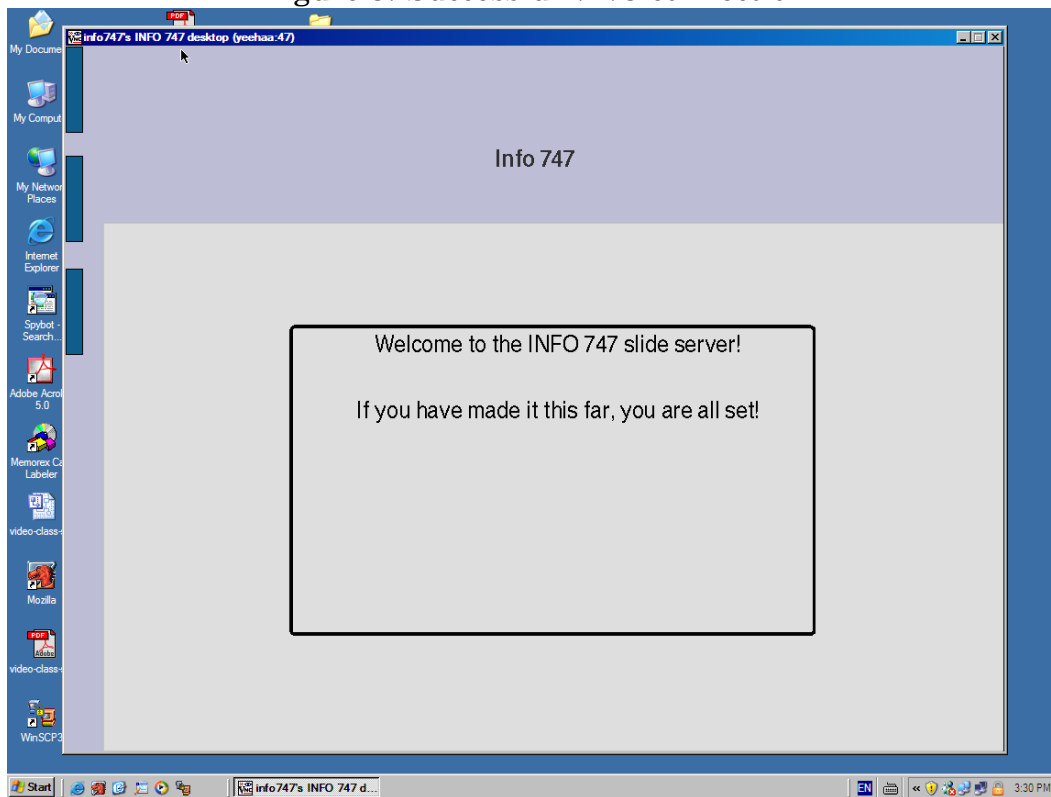 My Docume
info747's INFO 747 desktop (yeehaa:47)
My Comput
My Networ
Places
Internet
Explorer
Spybot -
Search...
Adobe Acrol
5.0
Memorex Ca
Labeler
video-class-s
Mozilla
PDF
Adobe
video-class-s
WinSCP3
PDF
Info 747
Welcome to the INFO 747 slide server!
If you have made it this far, you are all set!
Start
info747's INFO 747 d...
EN
«
3:30 PM